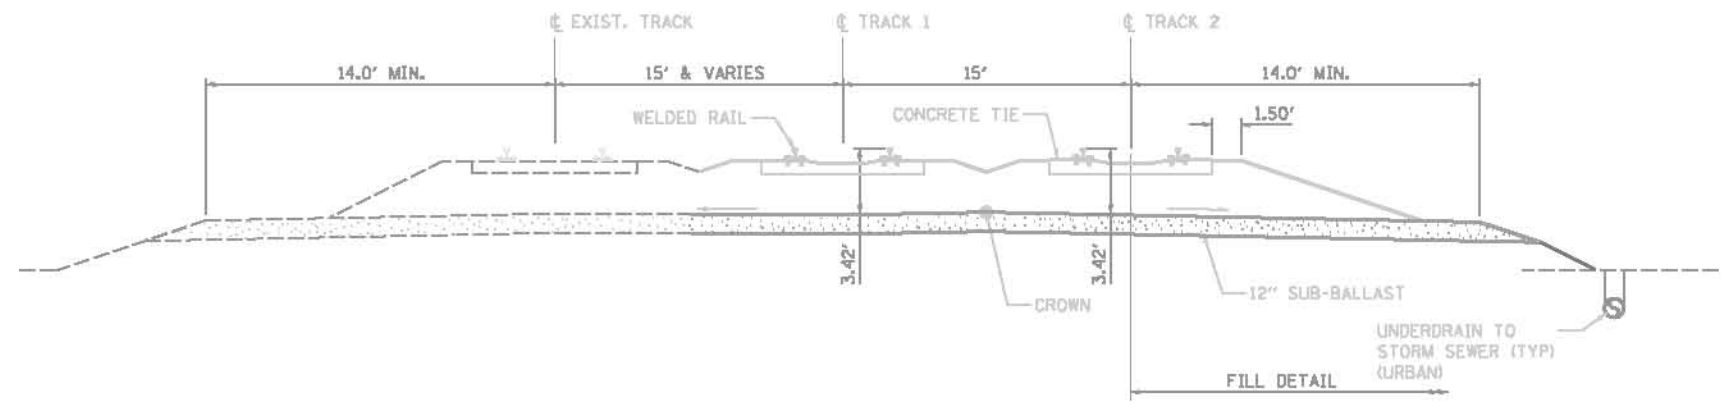 ℄ EXIST. TRACK
℄ TRACK 1
℄ TRACK 2
14.0' MIN.
15' & VARIES
15'
14.0' MIN.
WELDED RAIL
CONCRETE TIE
1.50'
3.42'
3.42'
12" SUB-BALLAST
CROWN
UNDERDRAIN TO
STORM SEWER (TYP)
(URBAN)
FILL DETAIL